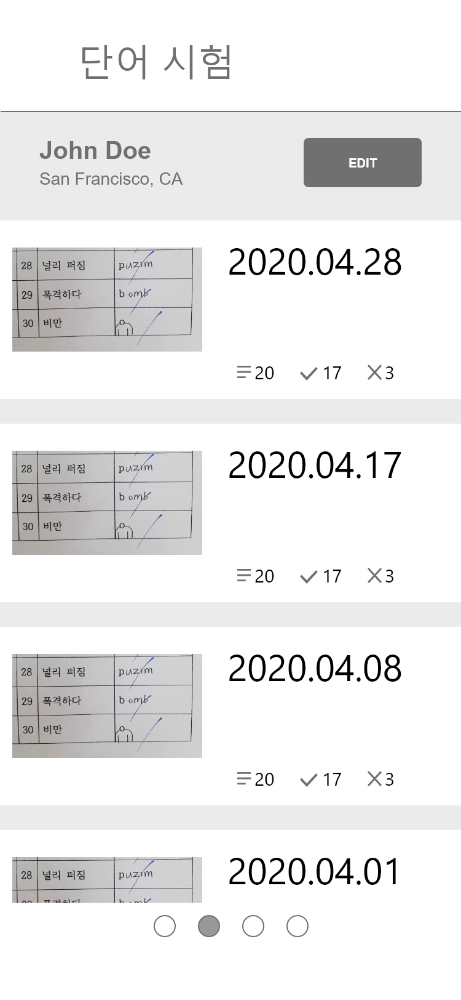 단어 시험
John Doe
San Francisco, CA
EDIT
28 널리 퍼짐 puzim
29 폭격하다 bomb
30 비만
2020.04.28
20 17 3
28 널리 퍼짐 puzim
29 폭격하다 bomb
30 비만
2020.04.17
20 17 3
28 널리 퍼짐 puzim
29 폭격하다 bomb
30 비만
2020.04.08
20 17 3
28 널리 퍼짐 puzim
2020.04.01